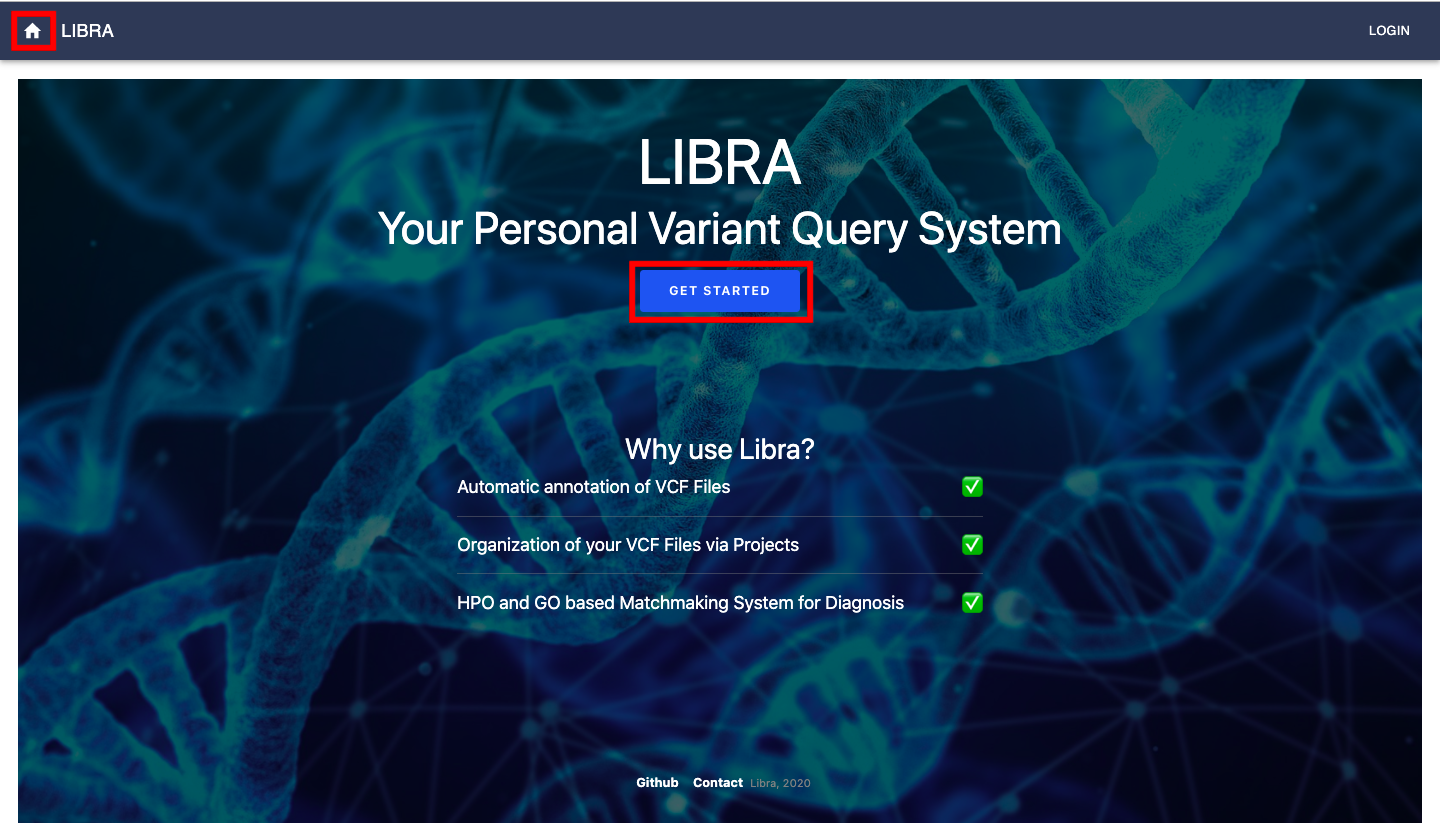 LIBRA
LOGIN
LIBRA
Your Personal Variant Query System
GET STARTED
Why use Libra?
Automatic annotation of VCF Files
Organization of your VCF Files via Projects
HPO and GO based Matchmaking System for Diagnosis
Github Contact Libra, 2020